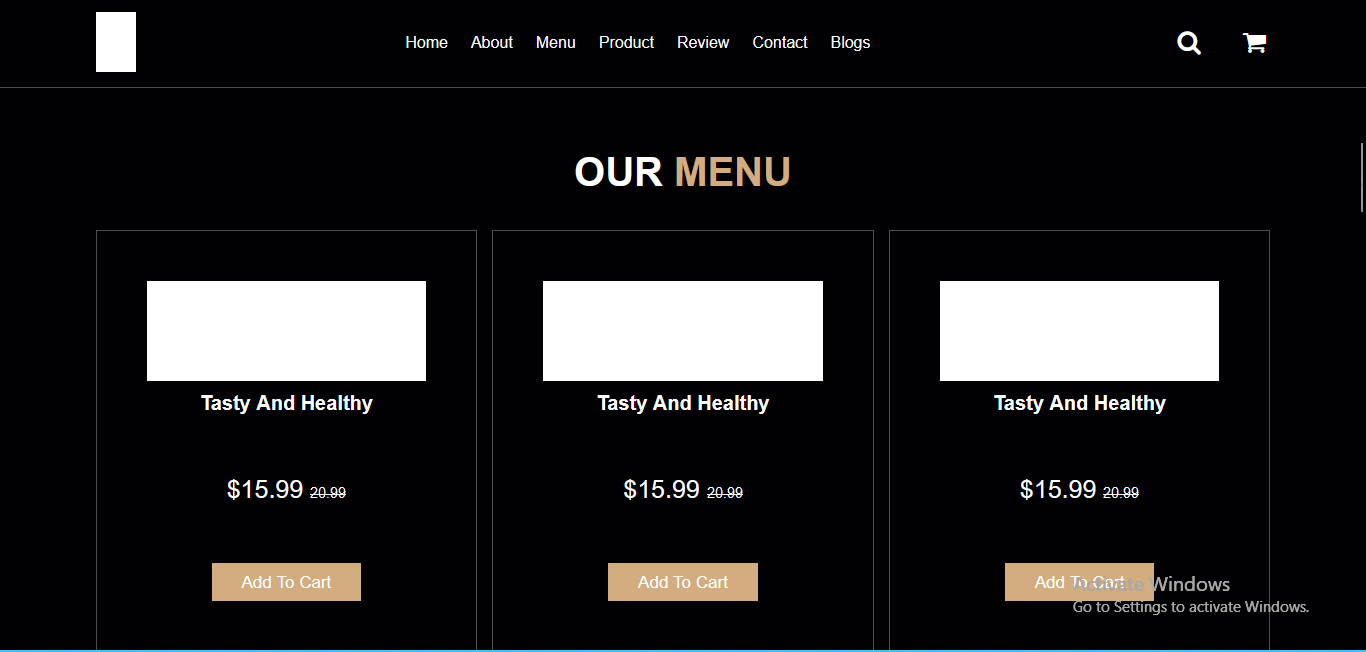 Home About Menu Product Review Contact Blogs
OUR MENU
Tasty And Healthy Tasty And Healthy Tasty And Healthy
$15.99 20.99 $15.99 20.99 $15.99 20.99
Add To Cart Add To Cart Add To Cart
Activate Windows
Go to Settings to activate Windows.